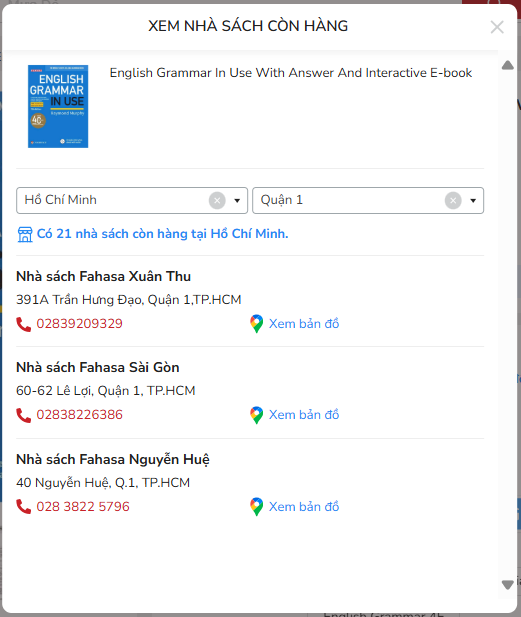 XEM NHÀ SÁCH CÒN HÀNG
English Grammar In Use With Answer And Interactive E-book
ENGLISH
GRAMMAR
IN USE
Raymond Murphy
Hồ Chí Minh
Quận 1
Có 21 nhà sách còn hàng tại Hồ Chí Minh.
Nhà sách Fahasa Xuân Thu
391A Trần Hưng Đạo, Quận 1,TP.HCM
02839209329
Xem bản đồ
Nhà sách Fahasa Sài Gòn
60-62 Lê Lợi, Quận 1, TP.HCM
02838226386
Xem bản đồ
Nhà sách Fahasa Nguyễn Huệ
40 Nguyễn Huệ, Q.1, TP.HCM
028 3822 5796
Xem bản đồ